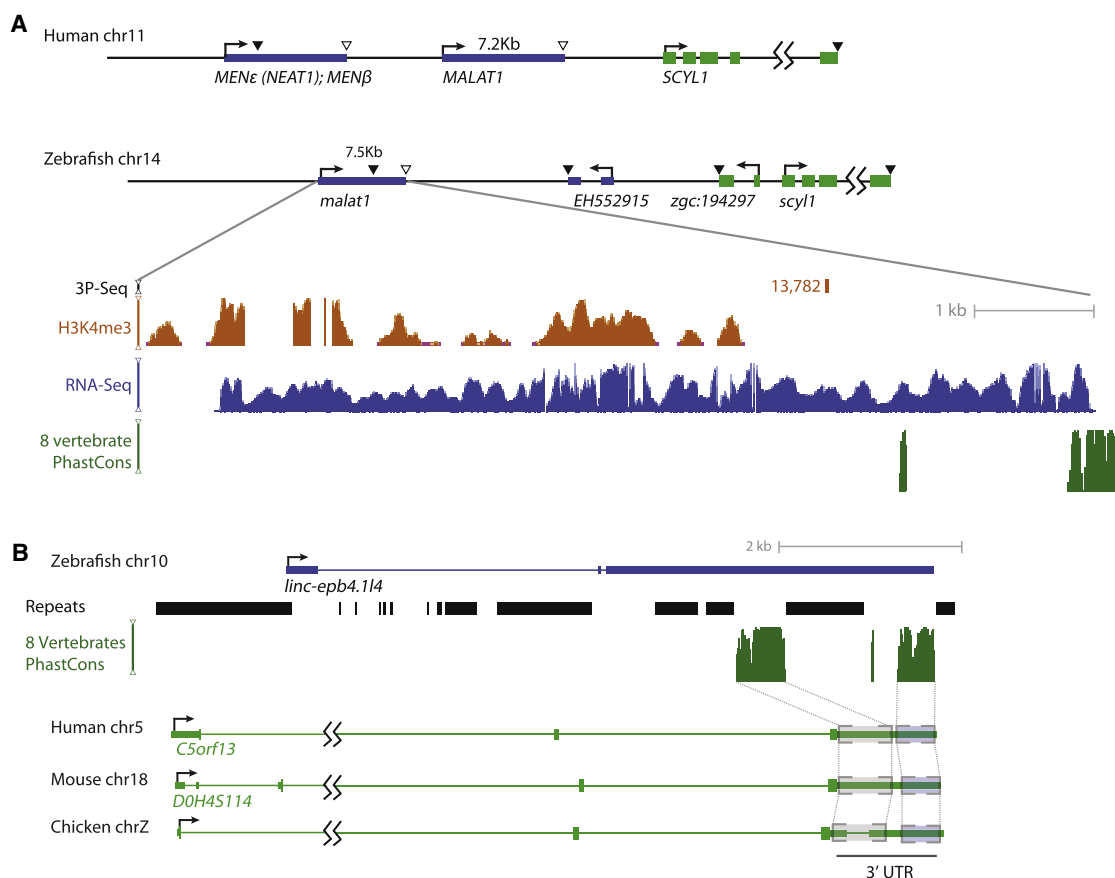 A
Human chr11
7.2Kb
MENε (NEAT1); MENβ
MALAT1
SCYL1
Zebrafish chr14
7.5Kb
malat1
EH552915
zgc:194297
scyl1
3P-Seq
13,782
1 kb
H3K4me3
RNA-Seq
8 vertebrate
PhastCons
B
Zebrafish chr10
2 kb
linc-epb4.1l4
Repeats
8 Vertebrates
PhastCons
Human chr5
C5orf13
Mouse chr18
D0H4S114
Chicken chrZ
3' UTR